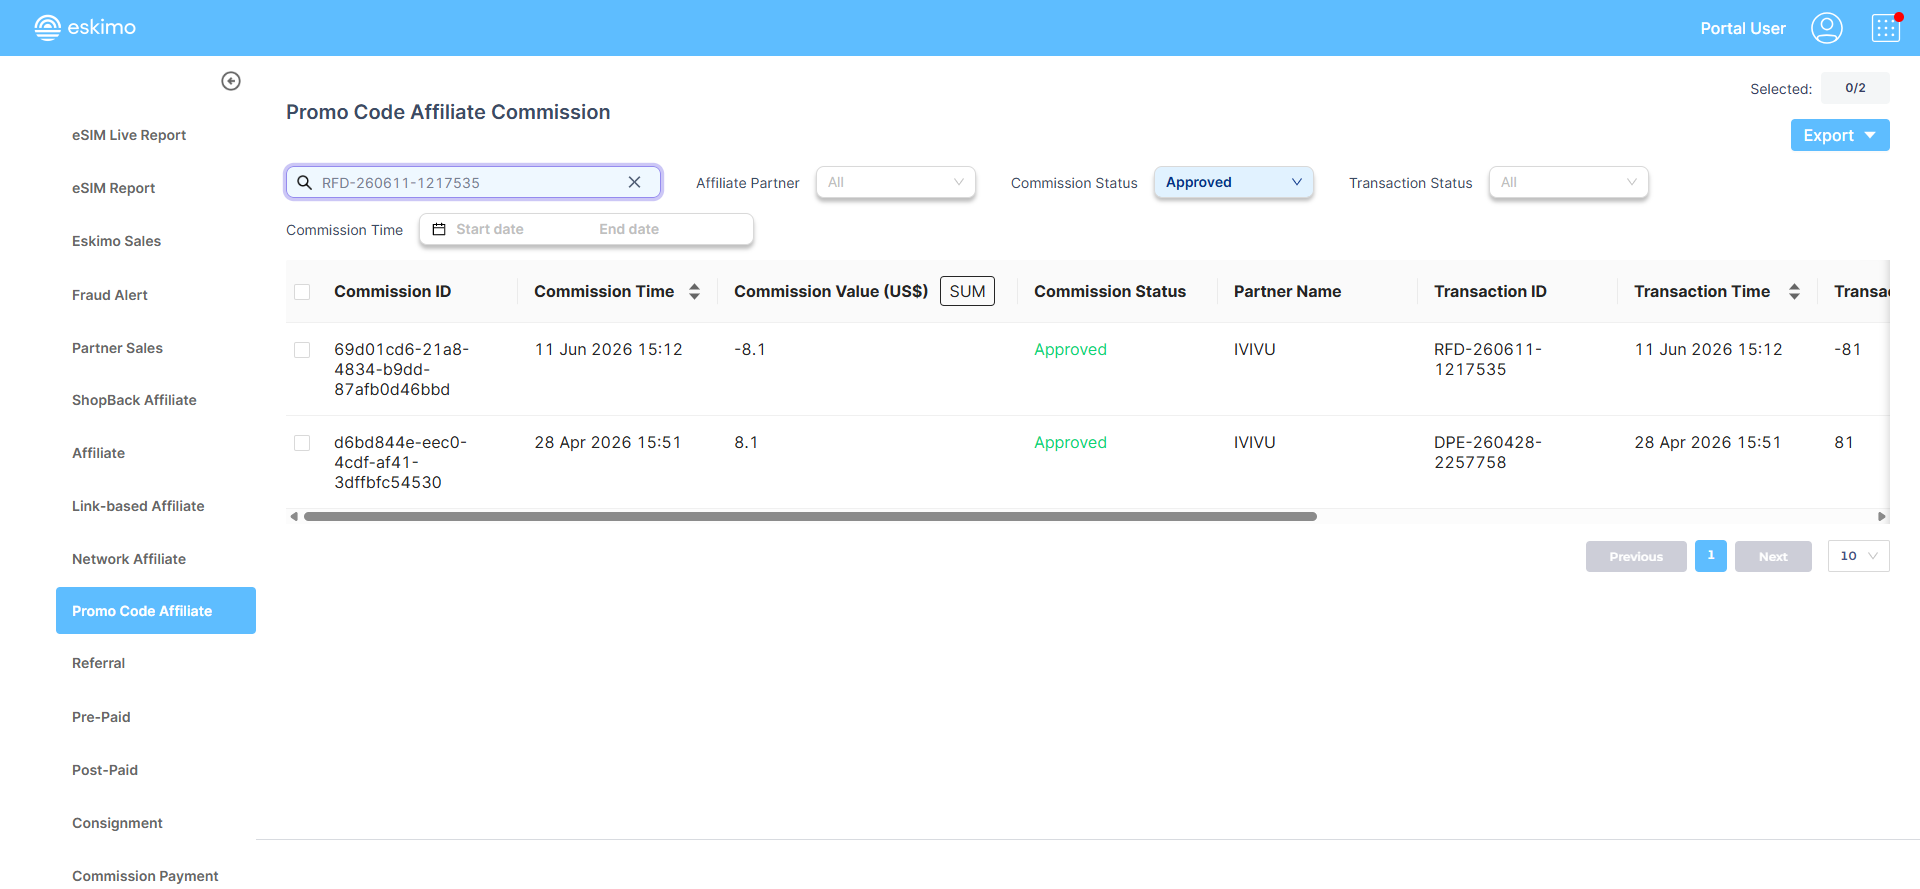 eskimo
Portal User
Selected: 0/2
Promo Code Affiliate Commission
Export
RFD-260611-1217535
Affiliate Partner All
Commission Status Approved
Transaction Status All
Commission Time Start date End date
eSIM Live Report
eSIM Report
Eskimo Sales
Fraud Alert
Partner Sales
ShopBack Affiliate
Affiliate
Link-based Affiliate
Network Affiliate
Promo Code Affiliate
Referral
Pre-Paid
Post-Paid
Consignment
Commission Payment
Commission ID Commission Time Commission Value (US$) SUM Commission Status Partner Name Transaction ID Transaction Time Transac
69d01cd6-21a8- 11 Jun 2026 15:12 -8.1 Approved IVIVU RFD-260611- 11 Jun 2026 15:12 -81
4834-b9dd- 1217535
87afb0d46bbd
d6bd844e-eec0- 28 Apr 2026 15:51 8.1 Approved IVIVU DPE-260428- 28 Apr 2026 15:51 81
4cdf-af41- 2257758
3dffbfc54530
Previous 1 Next 10